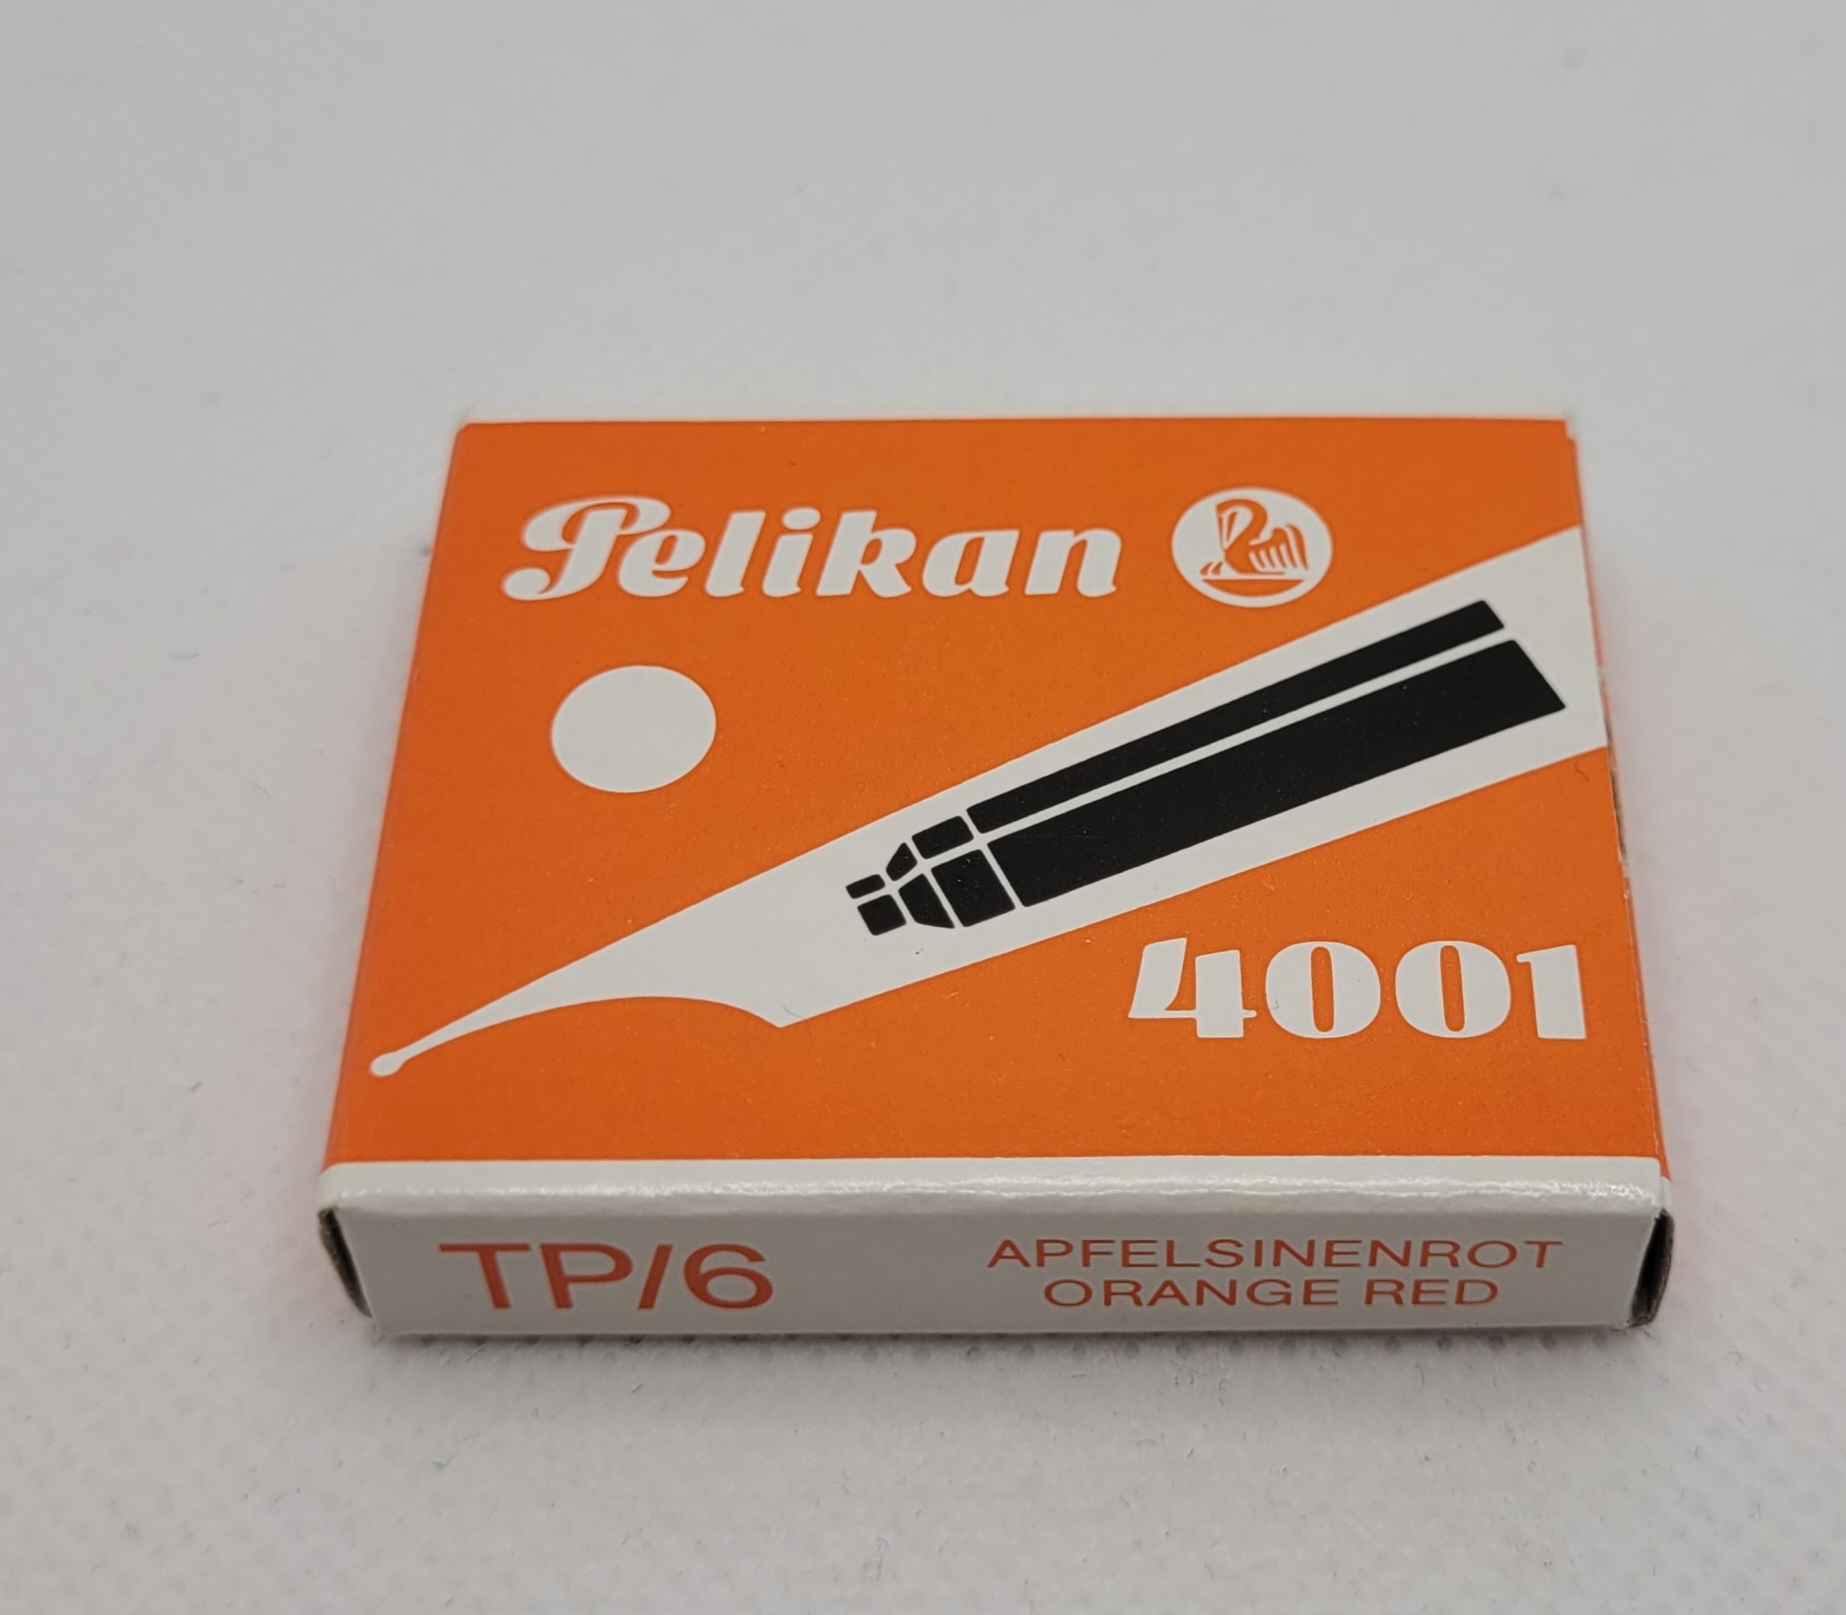 Pelikan
4001
TP/6
APFELSINENROT
ORANGE RED